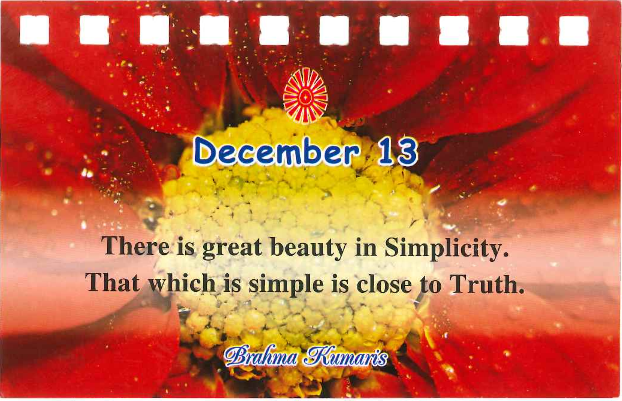 December 13
There is great beauty in Simplicity.
That which is simple is close to Truth.
Brahma Kumaris